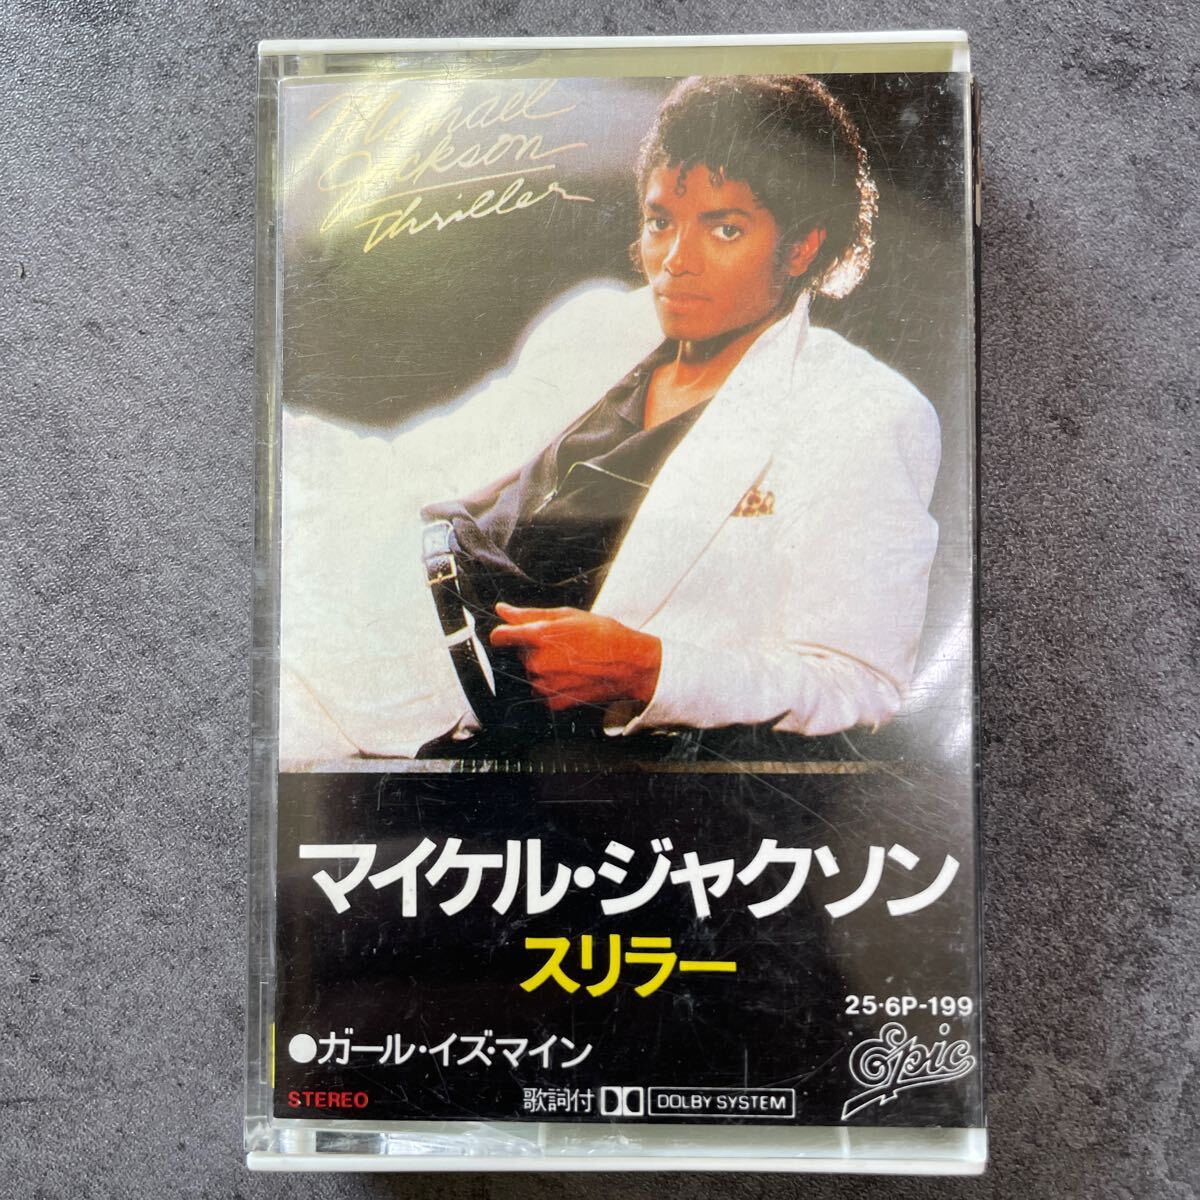 Michael
Jackson
Thriller
マイケル・ジャクソン
スリラー
25・6P-199
●ガール・イズ・マイン
Epic
STEREO
歌詞付 DOLBY SYSTEM